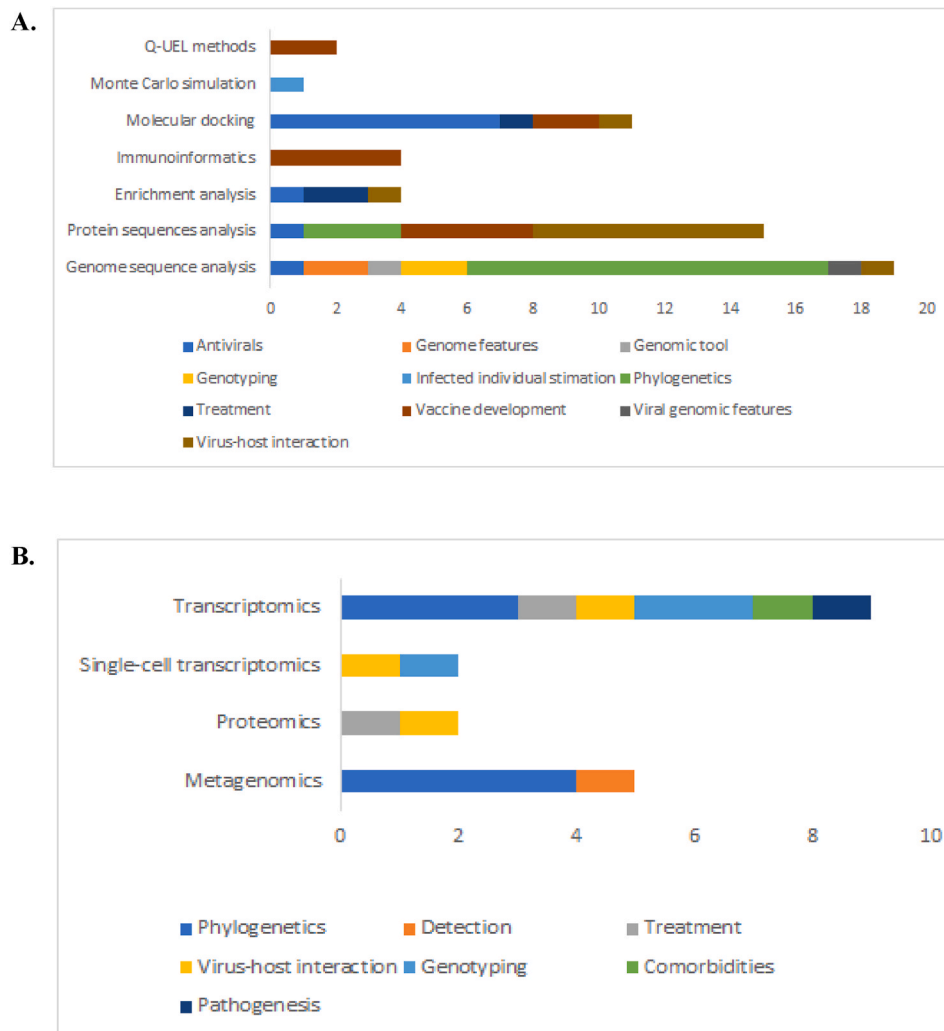 A.
Q-UEL methods
Monte Carlo simulation
Molecular docking
Immunoinformatics
Enrichment analysis
Protein sequences analysis
Genome sequence analysis
0 2 4 6 8 10 12 14 16 18 20
Antivirals Genome features Genomic tool
Genotyping Infected individual stimation Phylogenetics
Treatment Vaccine development Viral genomic features
Virus-host interaction
B.
Transcriptomics
Single-cell transcriptomics
Proteomics
Metagenomics
0 2 4 6 8 10
Phylogenetics Detection Treatment
Virus-host interaction Genotyping Comorbidities
Pathogenesis